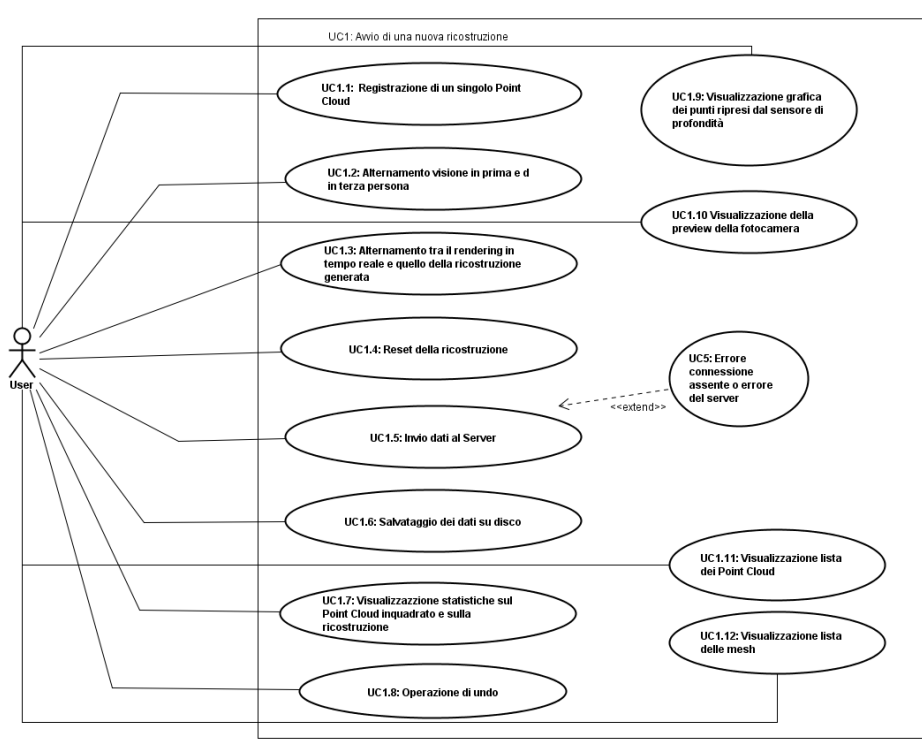 UC1: Avvio di una nuova ricostruzione
UC1.1: Registrazione di un singolo Point
Cloud
UC1.9: Visualizzazione grafica
dei punti ripresi dal sensore di
profondità
UC1.2: Alternamento visione in prima e d
in terza persona
UC1.10 Visualizzazione della
preview della fotocamera
UC1.3: Alternamento tra il rendering in
tempo reale e quello della ricostruzione
generata
UC1.4: Reset della ricostruzione
UC5: Errore
connessione
assente o errore
del server
User
<<extend>>
UC1.5: Invio dati al Server
UC1.6: Salvataggio dei dati su disco
UC1.11: Visualizzazione lista
dei Point Cloud
UC1.7: Visualizzazzione statistiche sul
Point Cloud inquadrato e sulla
ricostruzione
UC1.12: Visualizzazione lista
delle mesh
UC1.8: Operazione di undo